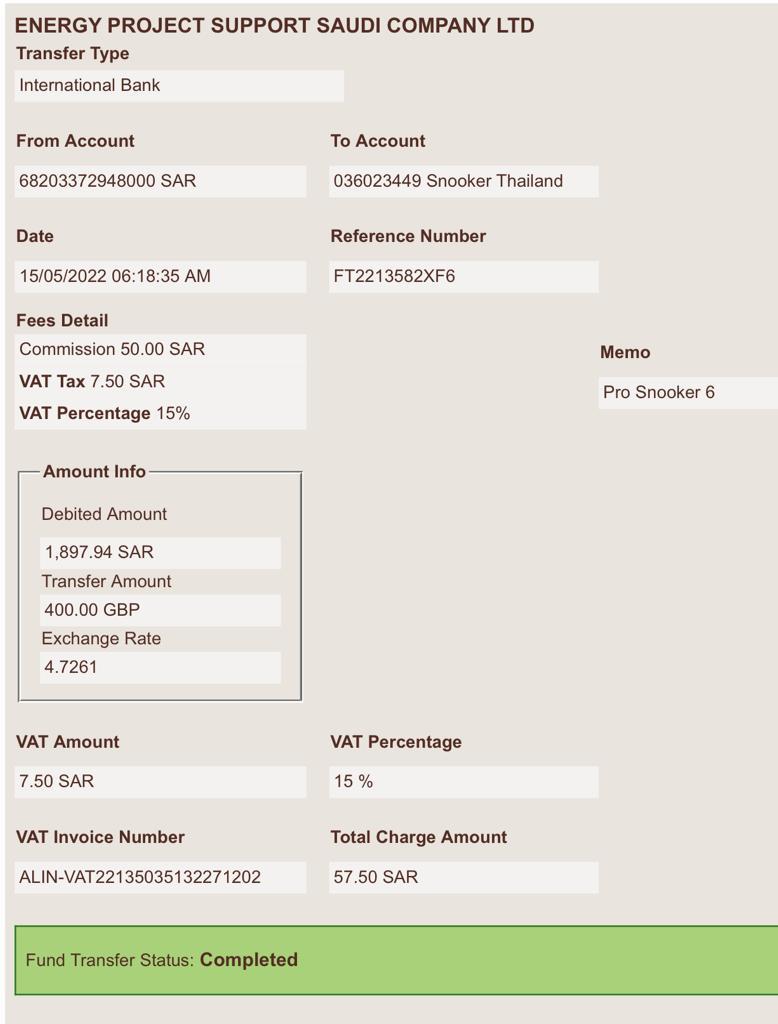 ENERGY PROJECT SUPPORT SAUDI COMPANY LTD
Transfer Type
International Bank
From Account
To Account
68203372948000 SAR
036023449 Snooker Thailand
Date
Reference Number
15/05/2022 06:18:35 AM
FT2213582XF6
Fees Detail
Commission 50.00 SAR
VAT Tax 7.50 SAR
VAT Percentage 15%
Memo
Pro Snooker 6
Amount Info
Debited Amount
1,897.94 SAR
Transfer Amount
400.00 GBP
Exchange Rate
4.7261
VAT Amount
VAT Percentage
7.50 SAR
15 %
VAT Invoice Number
Total Charge Amount
ALIN-VAT22135035132271202
57.50 SAR
Fund Transfer Status: Completed